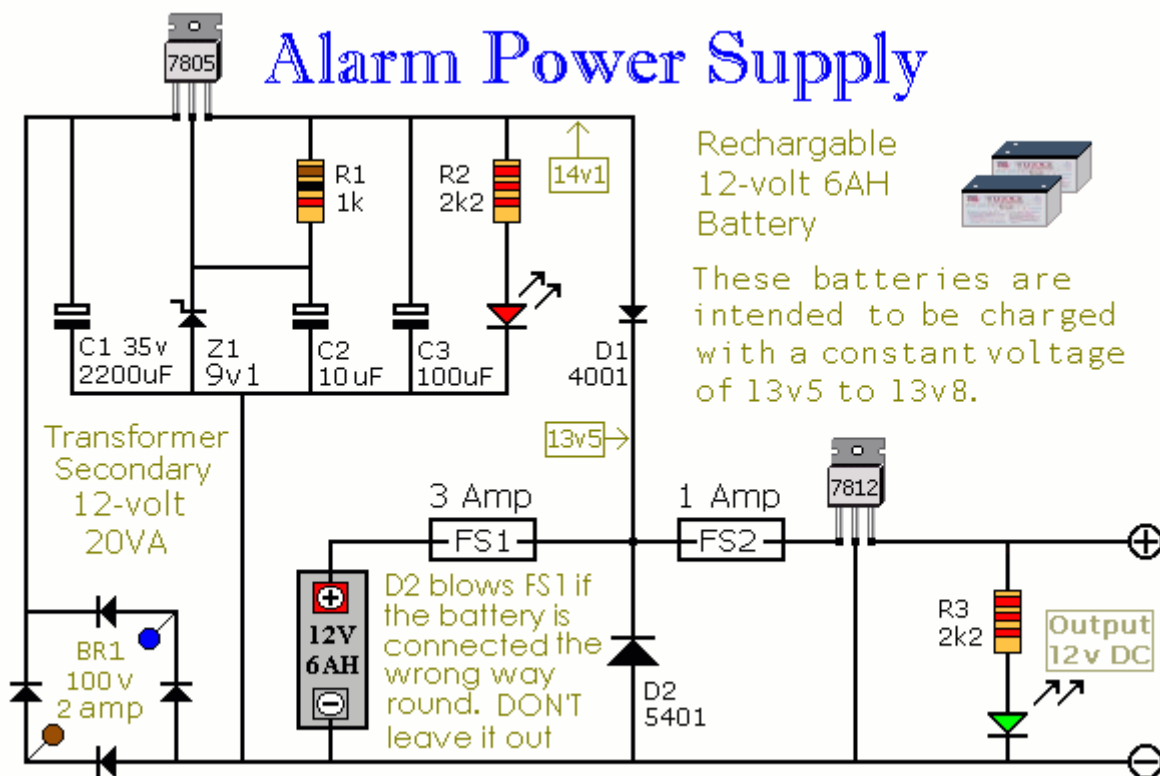 Alarm Power Supply
7805
R1
1k
R2
2k2
14v1
Rechargable
12-volt 6AH
Battery
These batteries are
intended to be charged
with a constant voltage
of 13v5 to 13v8.
C1 35v
2200uF
Z1
9v1
C2
10uF
C3
100uF
D1
4001
Transformer
Secondary
12-volt
20VA
13v5
7812
3 Amp
FS1
1 Amp
FS2
D2 blows FS1 if
the battery is
connected the
wrong way
round. DON'T
leave it out
12V
6AH
D2
5401
R3
2k2
Output
12v DC
BR1
100v
2 amp